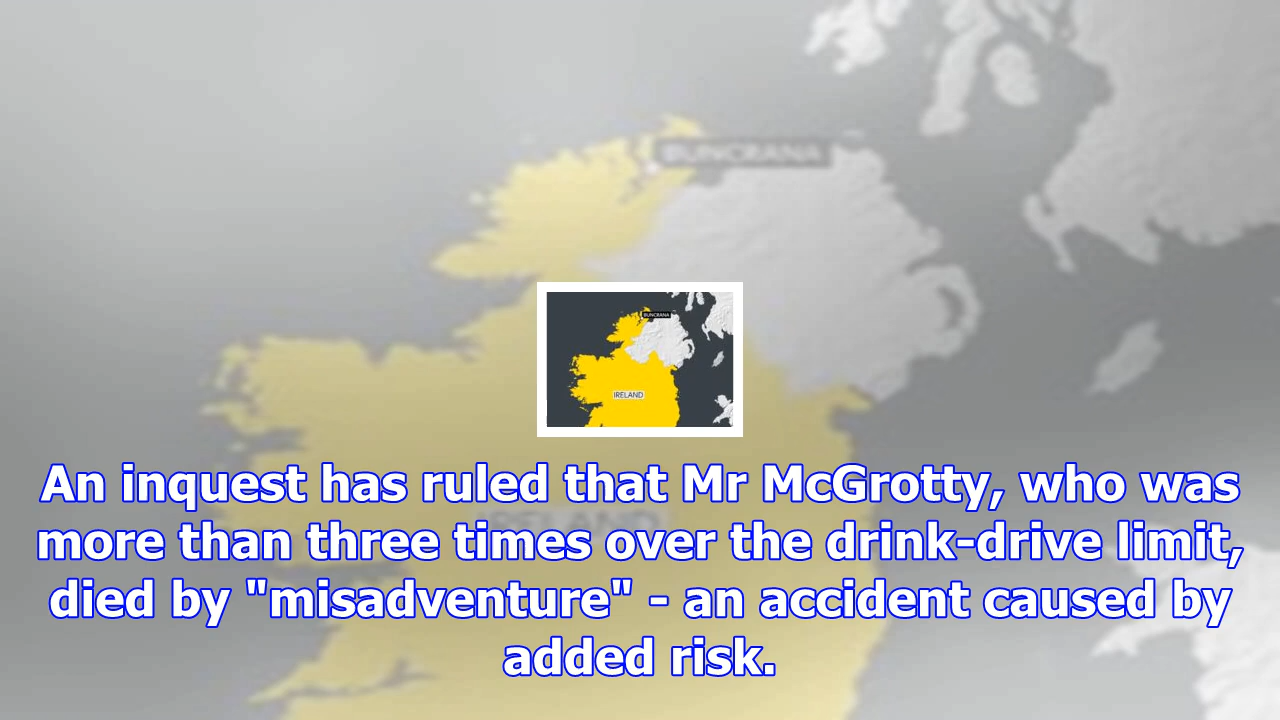 BUNCRANA
BUNCRANA
IRELAND
An inquest has ruled that Mr McGrotty, who was
IRELAND
more than three times over the drink-drive limit,
died by "misadventure" - an accident caused by
added risk.